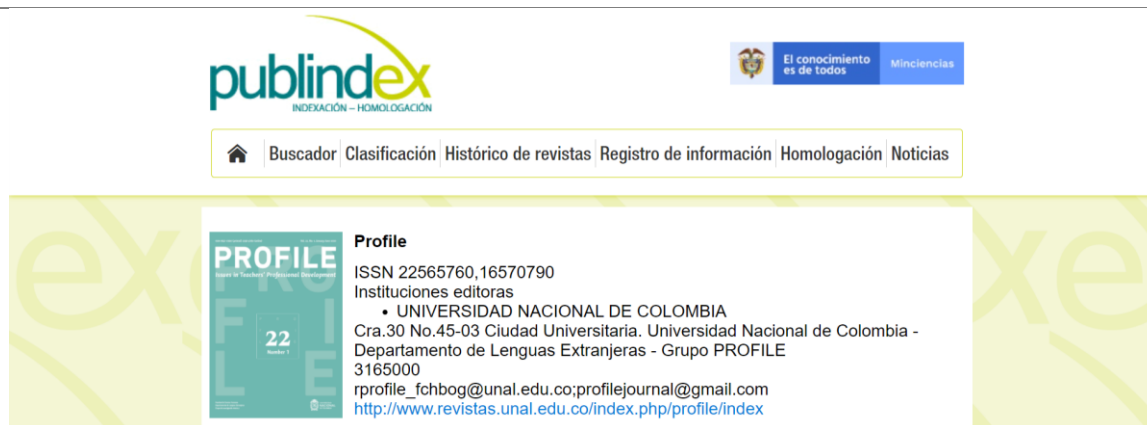 publindex
INDEXACIÓN – HOMOLOGACIÓN
El conocimiento
es de todos
Minciencias
Buscador Clasificación Histórico de revistas Registro de información Homologación Noticias
PROFILE
Issues in Teachers' Professional Development
22
Number 1
Profile
ISSN 22565760,16570790
Instituciones editoras
• UNIVERSIDAD NACIONAL DE COLOMBIA
Cra.30 No.45-03 Ciudad Universitaria. Universidad Nacional de Colombia -
Departamento de Lenguas Extranjeras - Grupo PROFILE
3165000
rprofile_fchbog@unal.edu.co;profilejournal@gmail.com
http://www.revistas.unal.edu.co/index.php/profile/index